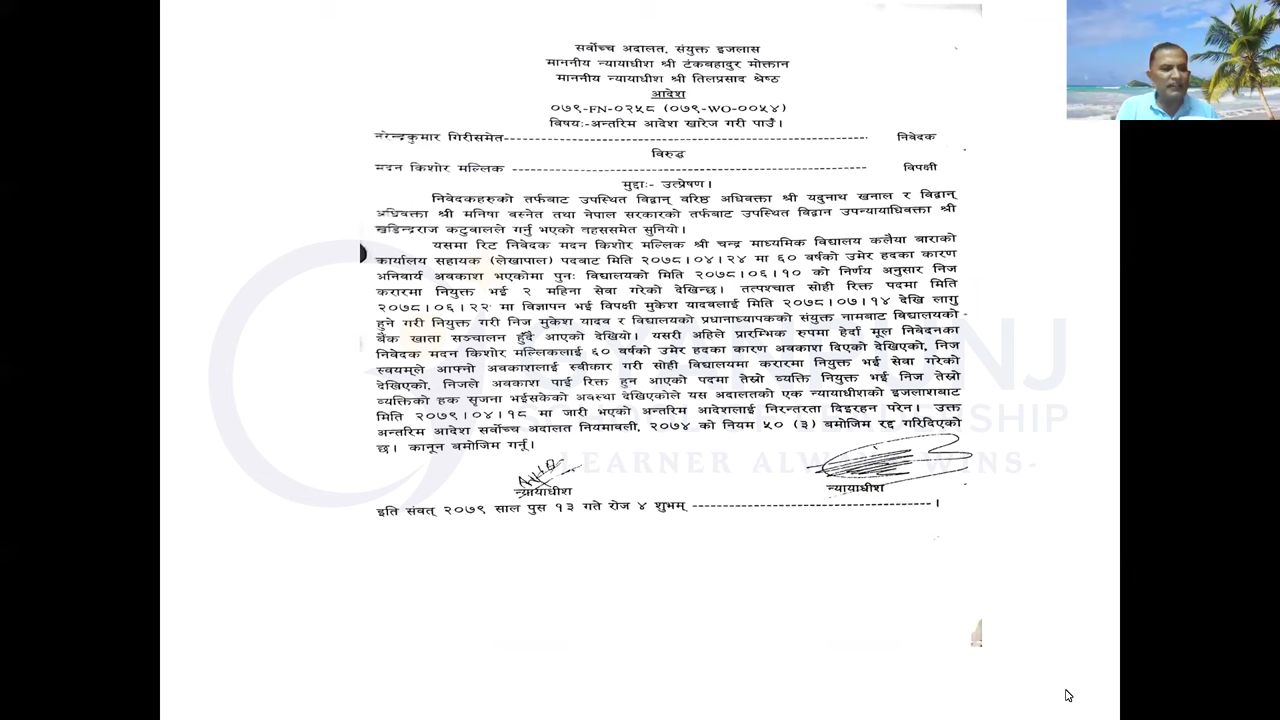 सर्वोच्च अदालत, संयुक्त इजलास
माननीय न्यायाधीश श्री टंकबहादुर मोक्तान
माननीय न्यायाधीश श्री तिलप्रसाद श्रेष्ठ
आदेश
०७९-FN-०२५८ (०७९-WO-००५४)
विषयः-अन्तरिम आदेश खारेज गरी पाउँ।
नरेन्द्रकुमार गिरीसमेत------------------------------------------------ निवेदक
विरुद्ध
मदन किशोर मल्लिक ------------------------------------------------ विपक्षी
मुद्दाः- उत्प्रेषण।
निवेदकहरुको तर्फबाट उपस्थित विद्वान् वरिष्ठ अधिवक्ता श्री यदुनाथ खनाल र विद्वान्
अधिवक्ता श्री मनिषा बस्नेत तथा नेपाल सरकारको तर्फबाट उपस्थित विद्वान उपन्यायाधिवक्ता श्री
खडिन्द्रराज कटुवालले गर्नु भएको वहससमेत सुनियो।
यसमा रिट निवेदक मदन किशोर मल्लिक श्री चन्द्र माध्यमिक विद्यालय कलैया बाराको
कार्यालय सहायक (लेखापाल) पदबाट मिति २०७८।०४।२४ मा ६० बर्षको उमेर हदका कारण
अनिवार्य अवकाश भएकोमा पुनः विद्यालयको मिति २०७८।०६।१० को निर्णय अनुसार निज
करारमा नियुक्त भई २ महिना सेवा गरेको देखिन्छ। तत्पश्चात सोही रिक्त पदमा मिति
२०७८।०६।२२ मा विज्ञापन भई विपक्षी मुकेश यादवलाई मिति २०७८।०७।१४ देखि लागु
हुने गरी नियुक्त गरी निज मुकेश यादव र विद्यालयको प्रधानाध्यापकको संयुक्त नामबाट विद्यालयको
बैंक खाता सञ्चालन हुँदै आएको देखियो। यसरी अहिले प्रारम्भिक रुपमा हेर्दा मूल निवेदनका
निवेदक मदन किशोर मल्लिकलाई ६० वर्षको उमेर हदका कारण अवकाश दिएको देखिएको, निज
स्वयमूले आफ्नो अवकाशलाई स्वीकार गरी सोही विद्यालयमा करारमा नियुक्त भई सेवा गरेको
देखिएको, निजले अवकाश पाई रिक्त हुन आएको पदमा तेस्रो व्यक्ति नियुक्त भई निज तेस्रो
व्यक्तिको हक सृजना भईसकेको अवस्था देखिएकोले यस अदालतको एक न्यायाधीशको इजलाशबाट
मिति २०७९।०४।१८ मा जारी भएको अन्तरिम आदेशलाई निरन्तरता दिइरहन परेन। उक्त
अन्तरिम आदेश सर्वोच्च अदालत नियमावली, २०७४ को नियम ५० (३) बमोजिम रद्द गरिदिएको
छ। कानून बमोजिम गर्नू।
LEARNER ALWAYS WINS-
न्यायाधीश न्यायाधीश
इति संवत् २०७९ साल पुस १३ गते रोज ४ शुभम् --------------------------------।